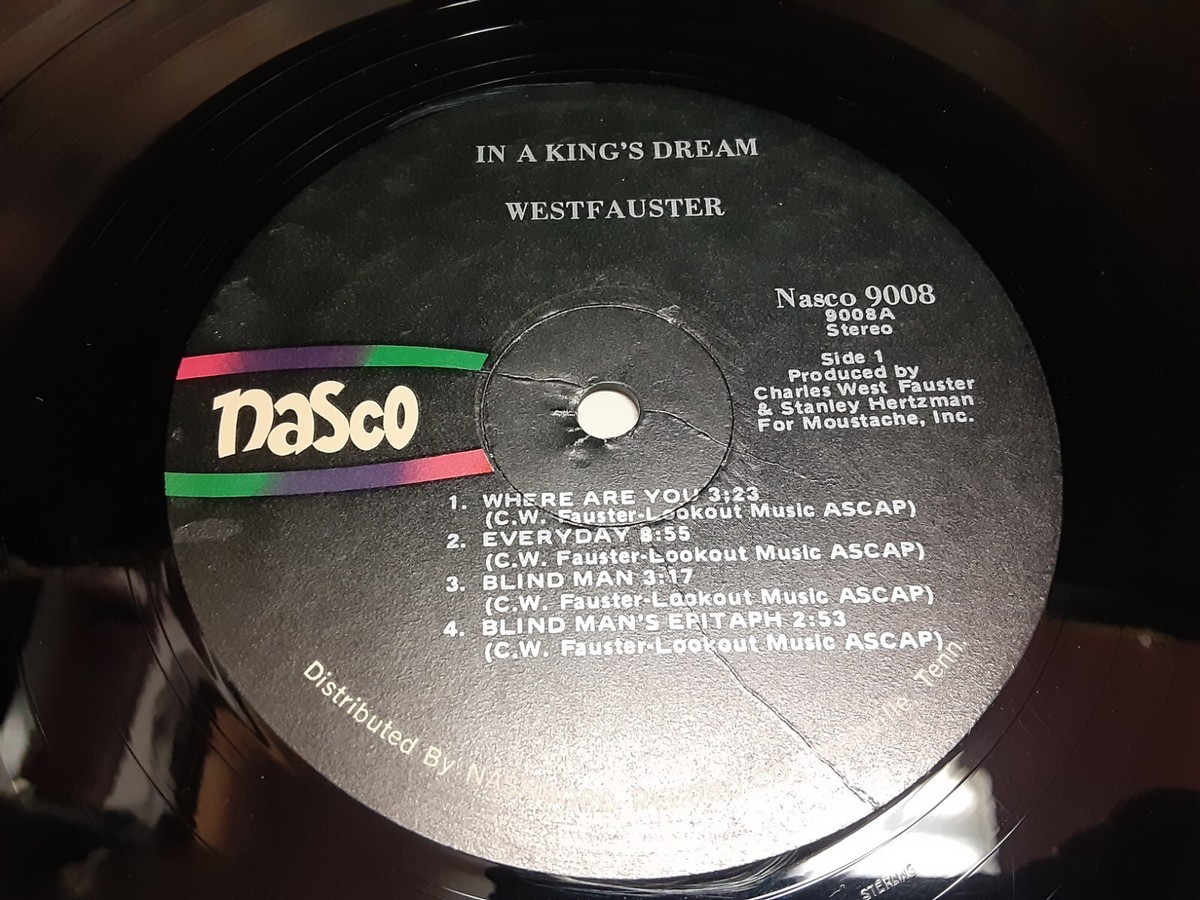 IN A KING'S DREAM
WESTFAUSTER
Nasco 9008
9008A
Stereo
Side 1
Produced by
Charles West Fauster
& Stanley Hertzman
For Moustache, Inc.
nasco
1. WHERE ARE YOU 3:23
(C.W. Fauster-Lookout Music ASCAP)
2. EVERYDAY 8:55
(C.W. Fauster-Lookout Music ASCAP)
3. BLIND MAN 3:17
(C.W. Fauster-Lookout Music ASCAP)
4. BLIND MAN'S EPITAPH 2:53
(C.W. Fauster-Lookout Music ASCAP)
Distributed By Tenn.
STERLING